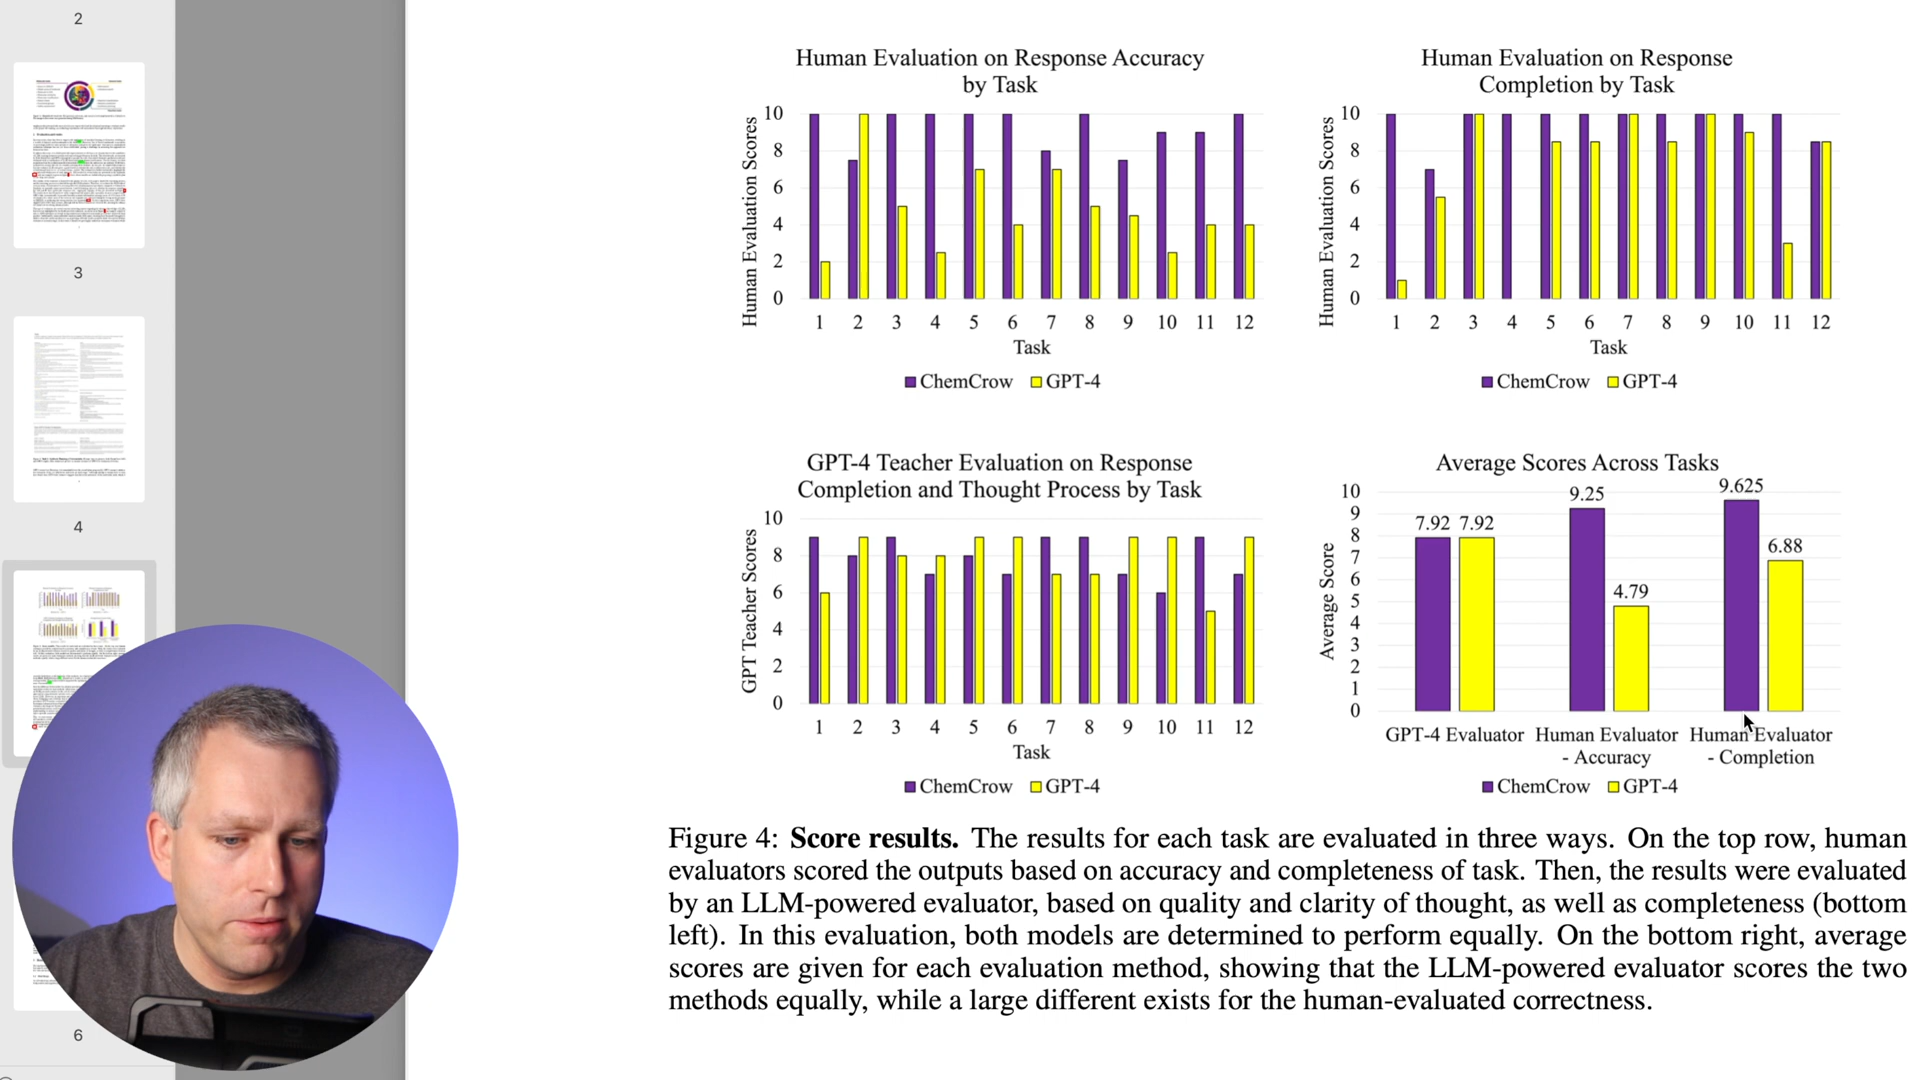 2
3
4
6
Human Evaluation on Response Accuracy
by Task
Human Evaluation Scores
10
8
6
4
2
0
1 2 3 4 5 6 7 8 9 10 11 12
Task
ChemCrow GPT-4
Human Evaluation on Response
Completion by Task
Human Evaluation Scores
10
8
6
4
2
0
1 2 3 4 5 6 7 8 9 10 11 12
Task
ChemCrow GPT-4
GPT-4 Teacher Evaluation on Response
Completion and Thought Process by Task
GPT Teacher Scores
10
8
6
4
2
0
1 2 3 4 5 6 7 8 9 10 11 12
Task
ChemCrow GPT-4
Average Scores Across Tasks
Average Score
10
9
8
7
6
5
4
3
2
1
0
7.92 7.92
9.25
4.79
9.625
6.88
GPT-4 Evaluator Human Evaluator Human Evaluator
- Accuracy - Completion
ChemCrow GPT-4
Figure 4: Score results. The results for each task are evaluated in three ways. On the top row, human
evaluators scored the outputs based on accuracy and completeness of task. Then, the results were evaluated
by an LLM-powered evaluator, based on quality and clarity of thought, as well as completeness (bottom
left). In this evaluation, both models are determined to perform equally. On the bottom right, average
scores are given for each evaluation method, showing that the LLM-powered evaluator scores the two
methods equally, while a large different exists for the human-evaluated correctness.